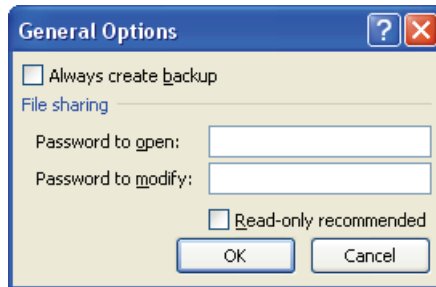 General Options
?
Always create backup
File sharing
Password to open:
Password to modify:
Read-only recommended
OK Cancel